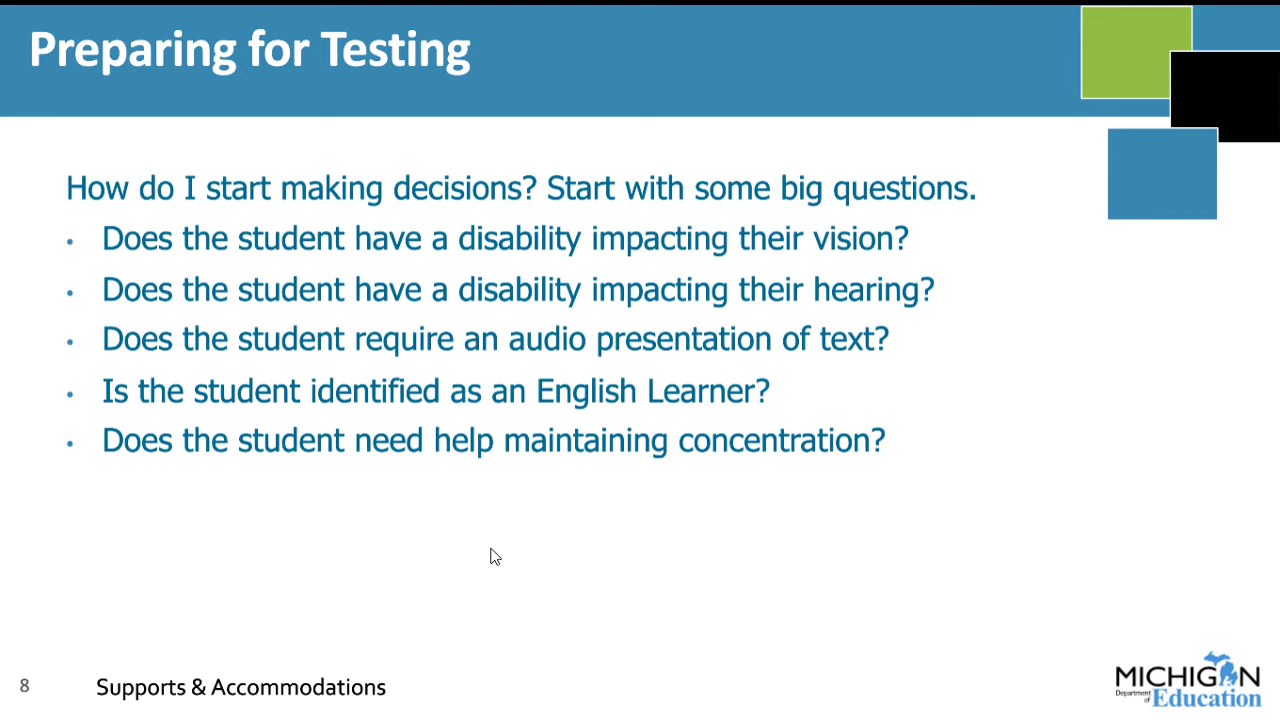 Preparing for Testing
How do I start making decisions? Start with some big questions.
• Does the student have a disability impacting their vision?
• Does the student have a disability impacting their hearing?
• Does the student require an audio presentation of text?
• Is the student identified as an English Learner?
• Does the student need help maintaining concentration?
8 Supports & Accommodations
MICHIGAN
Department of Education